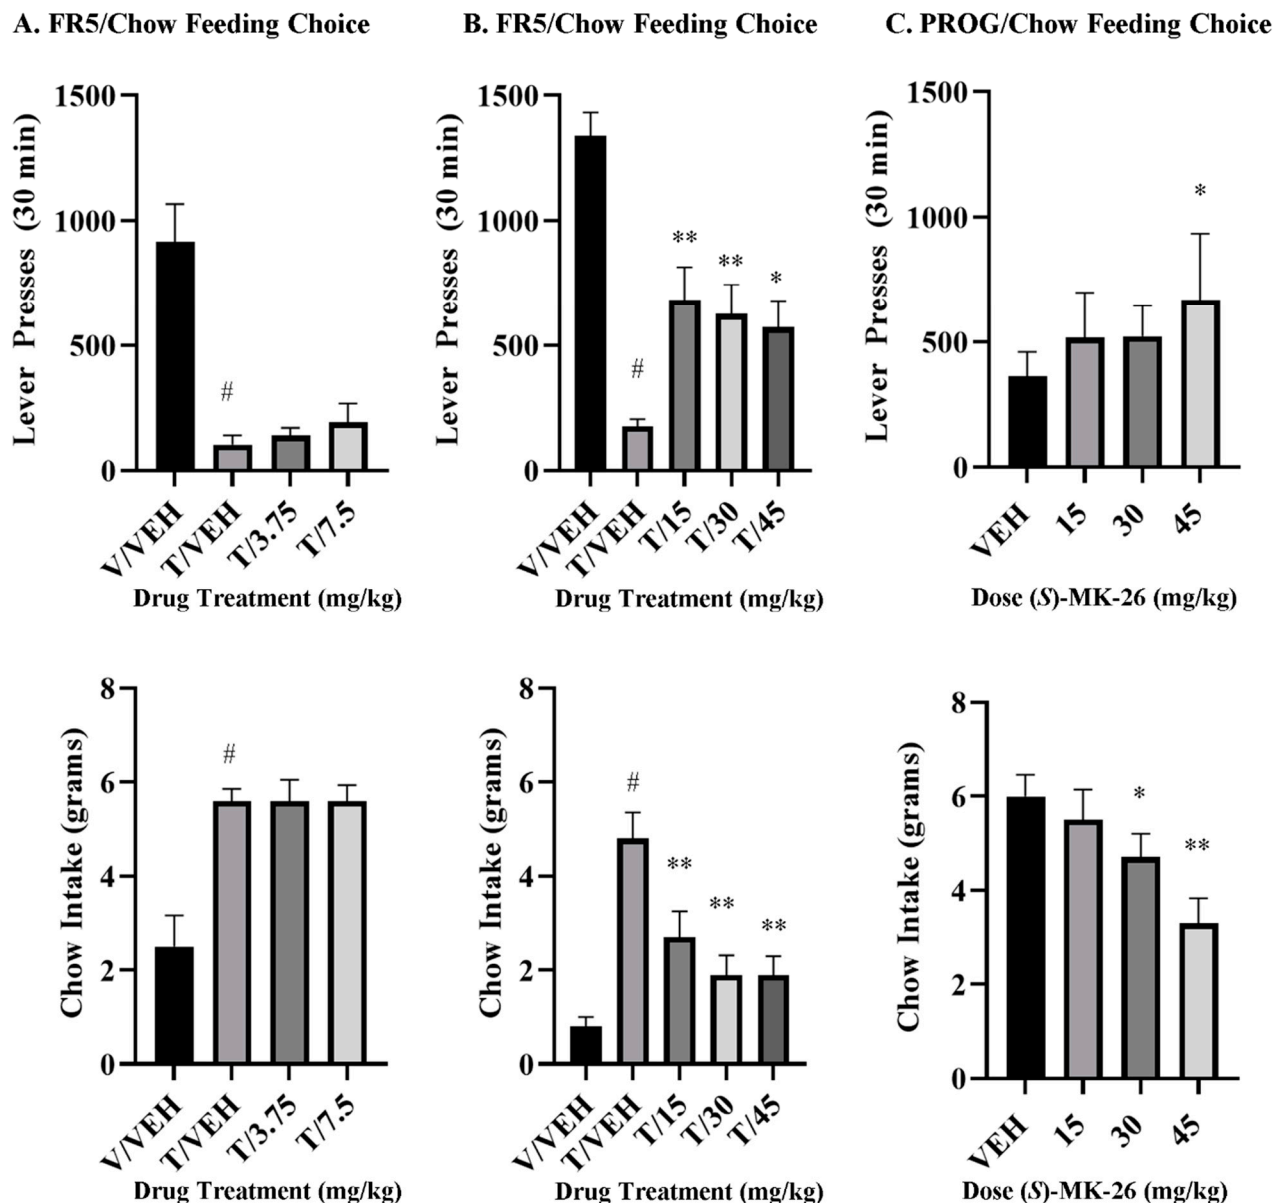 A. FR5/Chow Feeding Choice
B. FR5/Chow Feeding Choice
C. PROG/Chow Feeding Choice
Lever Presses (30 min)
1500
1000
500
0
#
V/VEH
T/VEH
T/3.75
T/7.5
Drug Treatment (mg/kg)
Lever Presses (30 min)
1500
1000
500
0
#
**
**
*
V/VEH
T/VEH
T/15
T/30
T/45
Drug Treatment (mg/kg)
Lever Presses (30 min)
1500
1000
500
0
*
VEH
15
30
45
Dose (S)-MK-26 (mg/kg)
Chow Intake (grams)
8
6
4
2
0
#
V/VEH
T/VEH
T/3.75
T/7.5
Drug Treatment (mg/kg)
Chow Intake (grams)
8
6
4
2
0
#
**
**
**
V/VEH
T/VEH
T/15
T/30
T/45
Drug Treatment (mg/kg)
Chow Intake (grams)
8
6
4
2
0
*
**
VEH
15
30
45
Dose (S)-MK-26 (mg/kg)